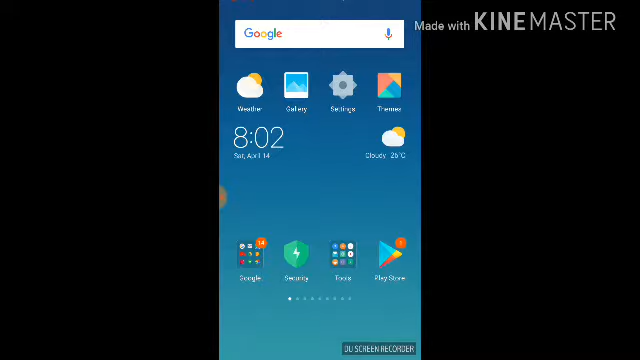 Made with KINEMASTER
Google
Weather
Gallery
Settings
Themes
8:02
Sat, April 14
Cloudy 26°C
14
Google
Security
Tools
Play Store
DU SCREEN RECORDER